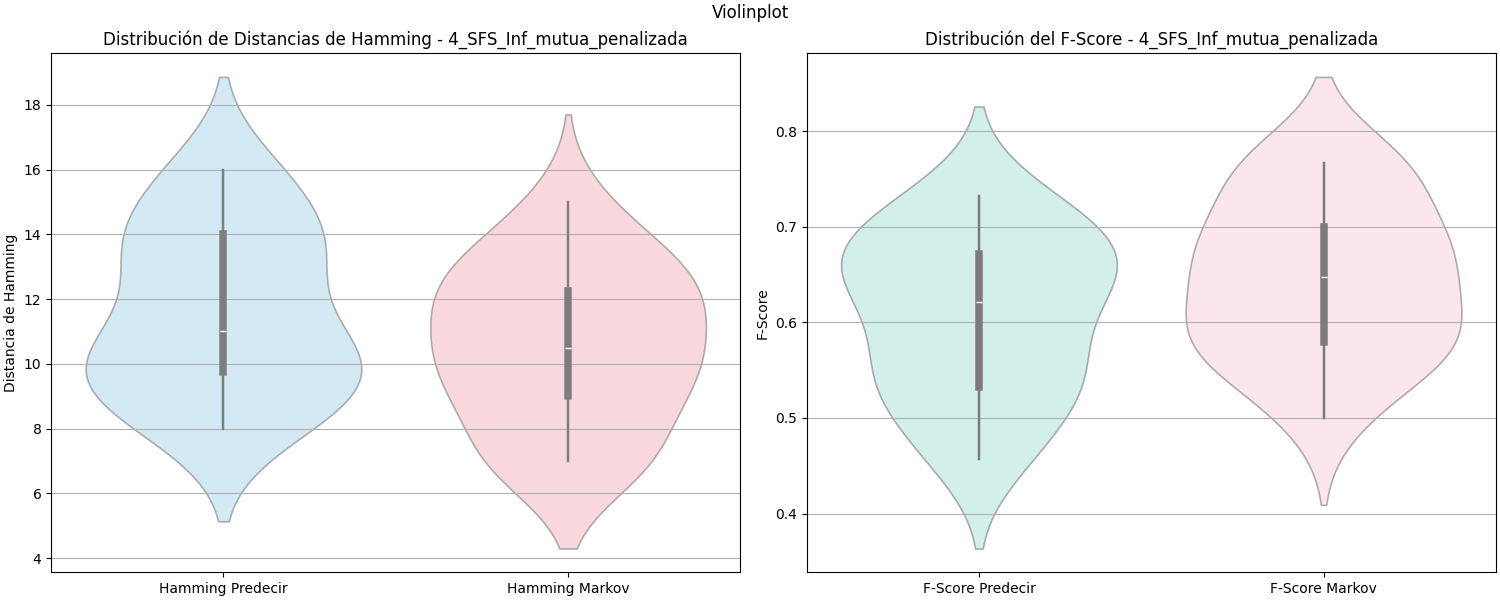 Violinplot
Distribución de Distancias de Hamming - 4_SFS_Inf_mutua_penalizada
Distancia de Hamming
18
16
14
12
10
8
6
4
Hamming Predecir
Hamming Markov
Distribución del F-Score - 4_SFS_Inf_mutua_penalizada
F-Score
0.8
0.7
0.6
0.5
0.4
F-Score Predecir
F-Score Markov